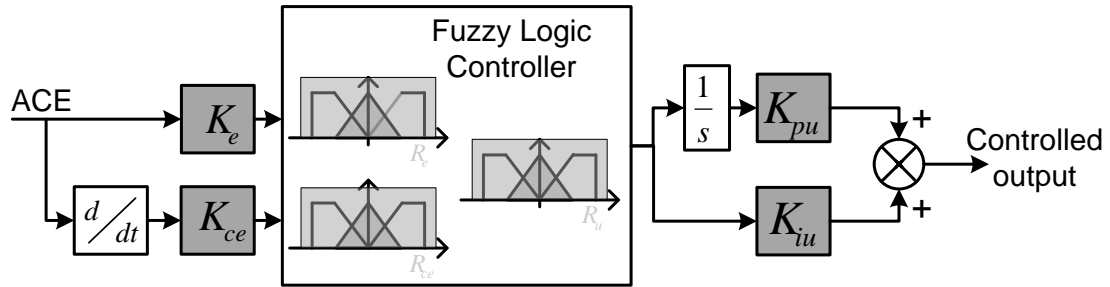 Fuzzy Logic
Controller
ACE
K_e
d/dt
K_ce
R_e
R_ce
R_u
1/s
K_pu
K_iu
+
+
Controlled
output